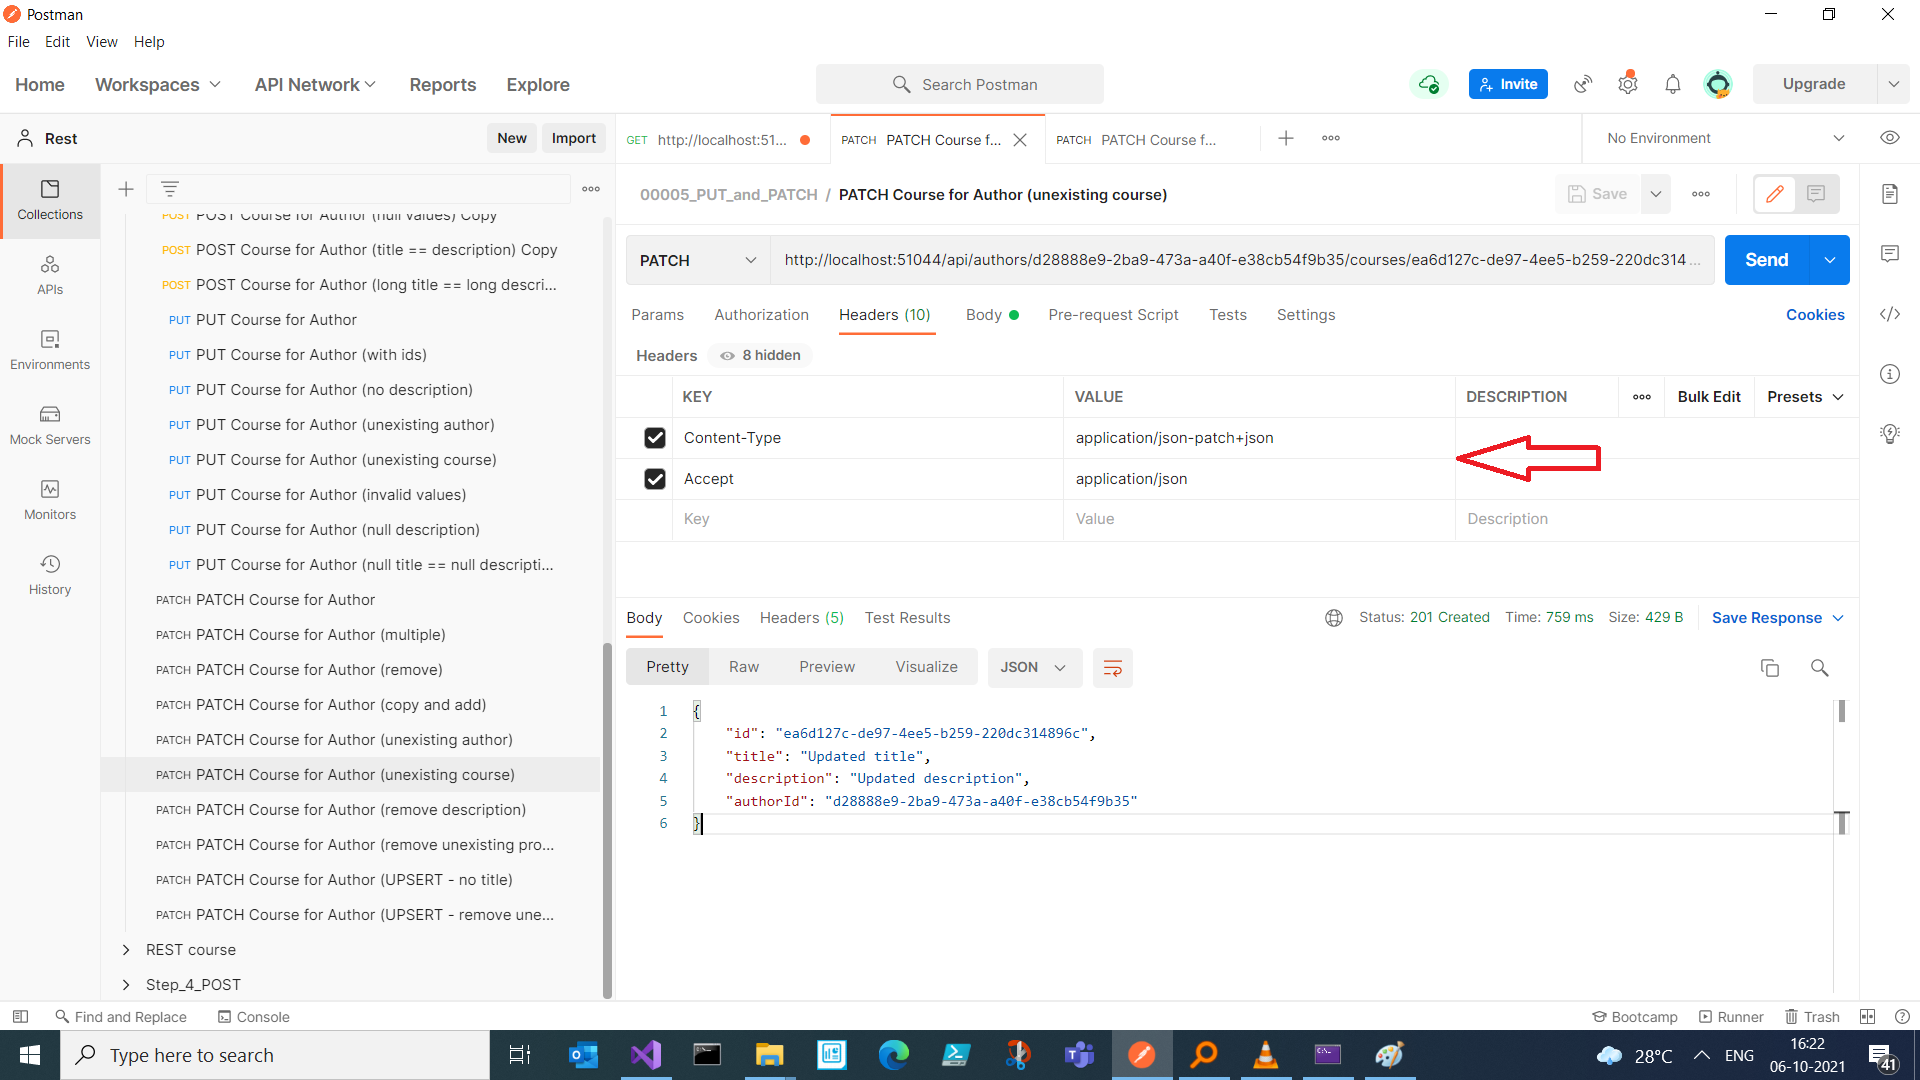 Postman
File Edit View Help
Home Workspaces API Network Reports Explore Search Postman Invite Upgrade
Rest New Import GET http://localhost:51... PATCH PATCH Course f... PATCH PATCH Course f... No Environment
Collections
APIs
Environments
Mock Servers
Monitors
History
POST POST Course for Author (null values) Copy
POST POST Course for Author (title == description) Copy
POST POST Course for Author (long title == long descri...
PUT PUT Course for Author
PUT PUT Course for Author (with ids)
PUT PUT Course for Author (no description)
PUT PUT Course for Author (unexisting author)
PUT PUT Course for Author (unexisting course)
PUT PUT Course for Author (invalid values)
PUT PUT Course for Author (null description)
PUT PUT Course for Author (null title == null descripti...
PATCH PATCH Course for Author
PATCH PATCH Course for Author (multiple)
PATCH PATCH Course for Author (remove)
PATCH PATCH Course for Author (copy and add)
PATCH PATCH Course for Author (unexisting author)
PATCH PATCH Course for Author (unexisting course)
PATCH PATCH Course for Author (remove description)
PATCH PATCH Course for Author (remove unexisting pro...
PATCH PATCH Course for Author (UPSERT - no title)
PATCH PATCH Course for Author (UPSERT - remove une...
REST course
Step_4_POST
00005_PUT_and_PATCH / PATCH Course for Author (unexisting course) Save
PATCH http://localhost:51044/api/authors/d28888e9-2ba9-473a-a40f-e38cb54f9b35/courses/ea6d127c-de97-4ee5-b259-220dc314 ... Send
Params Authorization Headers (10) Body Pre-request Script Tests Settings Cookies
Headers 8 hidden
KEY VALUE DESCRIPTION Bulk Edit Presets
Content-Type application/json-patch+json
Accept application/json
Key Value Description
Body Cookies Headers (5) Test Results Status: 201 Created Time: 759 ms Size: 429 B Save Response
Pretty Raw Preview Visualize JSON
1 {
2 "id": "ea6d127c-de97-4ee5-b259-220dc314896c",
3 "title": "Updated title",
4 "description": "Updated description",
5 "authorId": "d28888e9-2ba9-473a-a40f-e38cb54f9b35"
6 }
Find and Replace Console Bootcamp Runner Trash
Type here to search 28°C ENG 16:22
06-10-2021 41